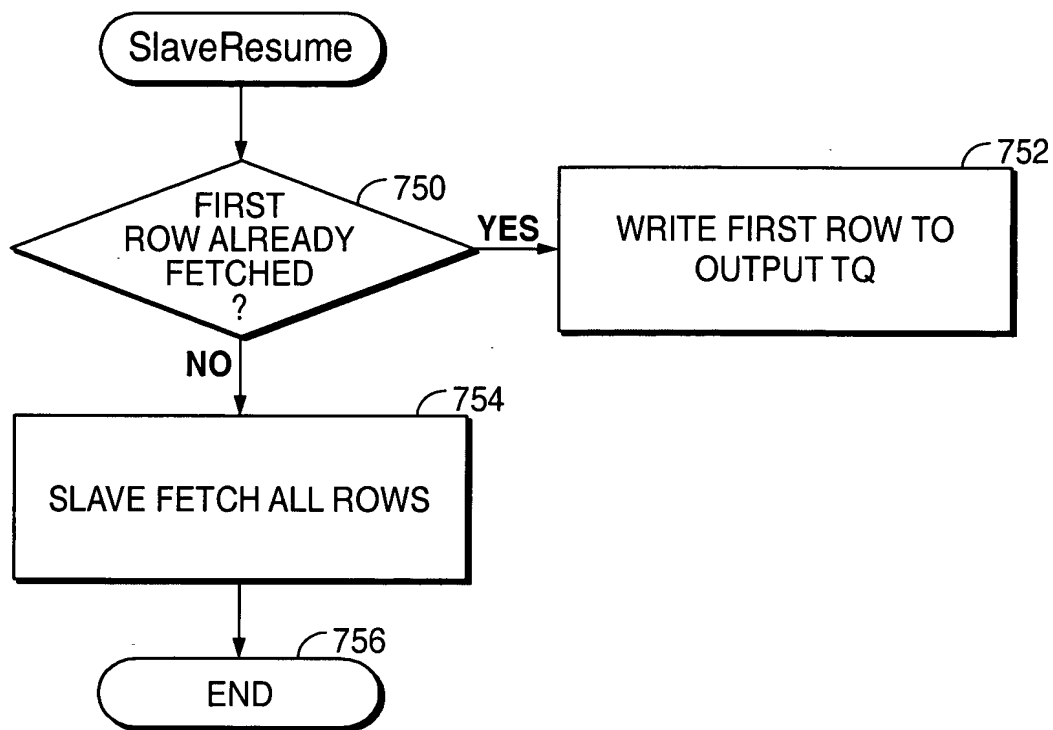 SlaveResume
750
FIRST
ROW ALREADY
FETCHED
?
YES
752
WRITE FIRST ROW TO
OUTPUT TQ
NO
754
SLAVE FETCH ALL ROWS
756
END